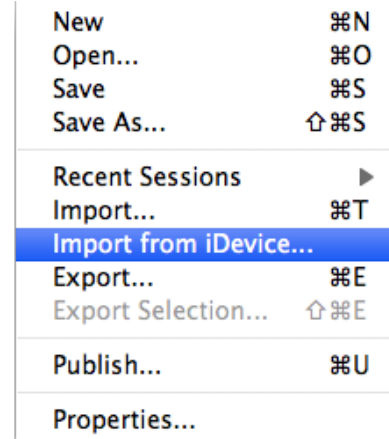 New ⌘N
Open... ⌘O
Save ⌘S
Save As... ⇧⌘S
Recent Sessions ▶
Import... ⌘T
Import from iDevice...
Export... ⌘E
Export Selection... ⇧⌘E
Publish... ⌘U
Properties...